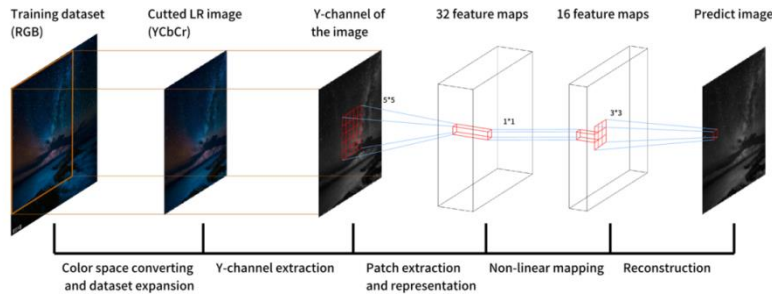 Training dataset
(RGB)
Cutted LR image
(YCbCr)
Y-channel of
the image
32 feature maps
16 feature maps
Predict image
5*5
1*1
3*3
Color space converting
and dataset expansion
Y-channel extraction
Patch extraction
and representation
Non-linear mapping
Reconstruction